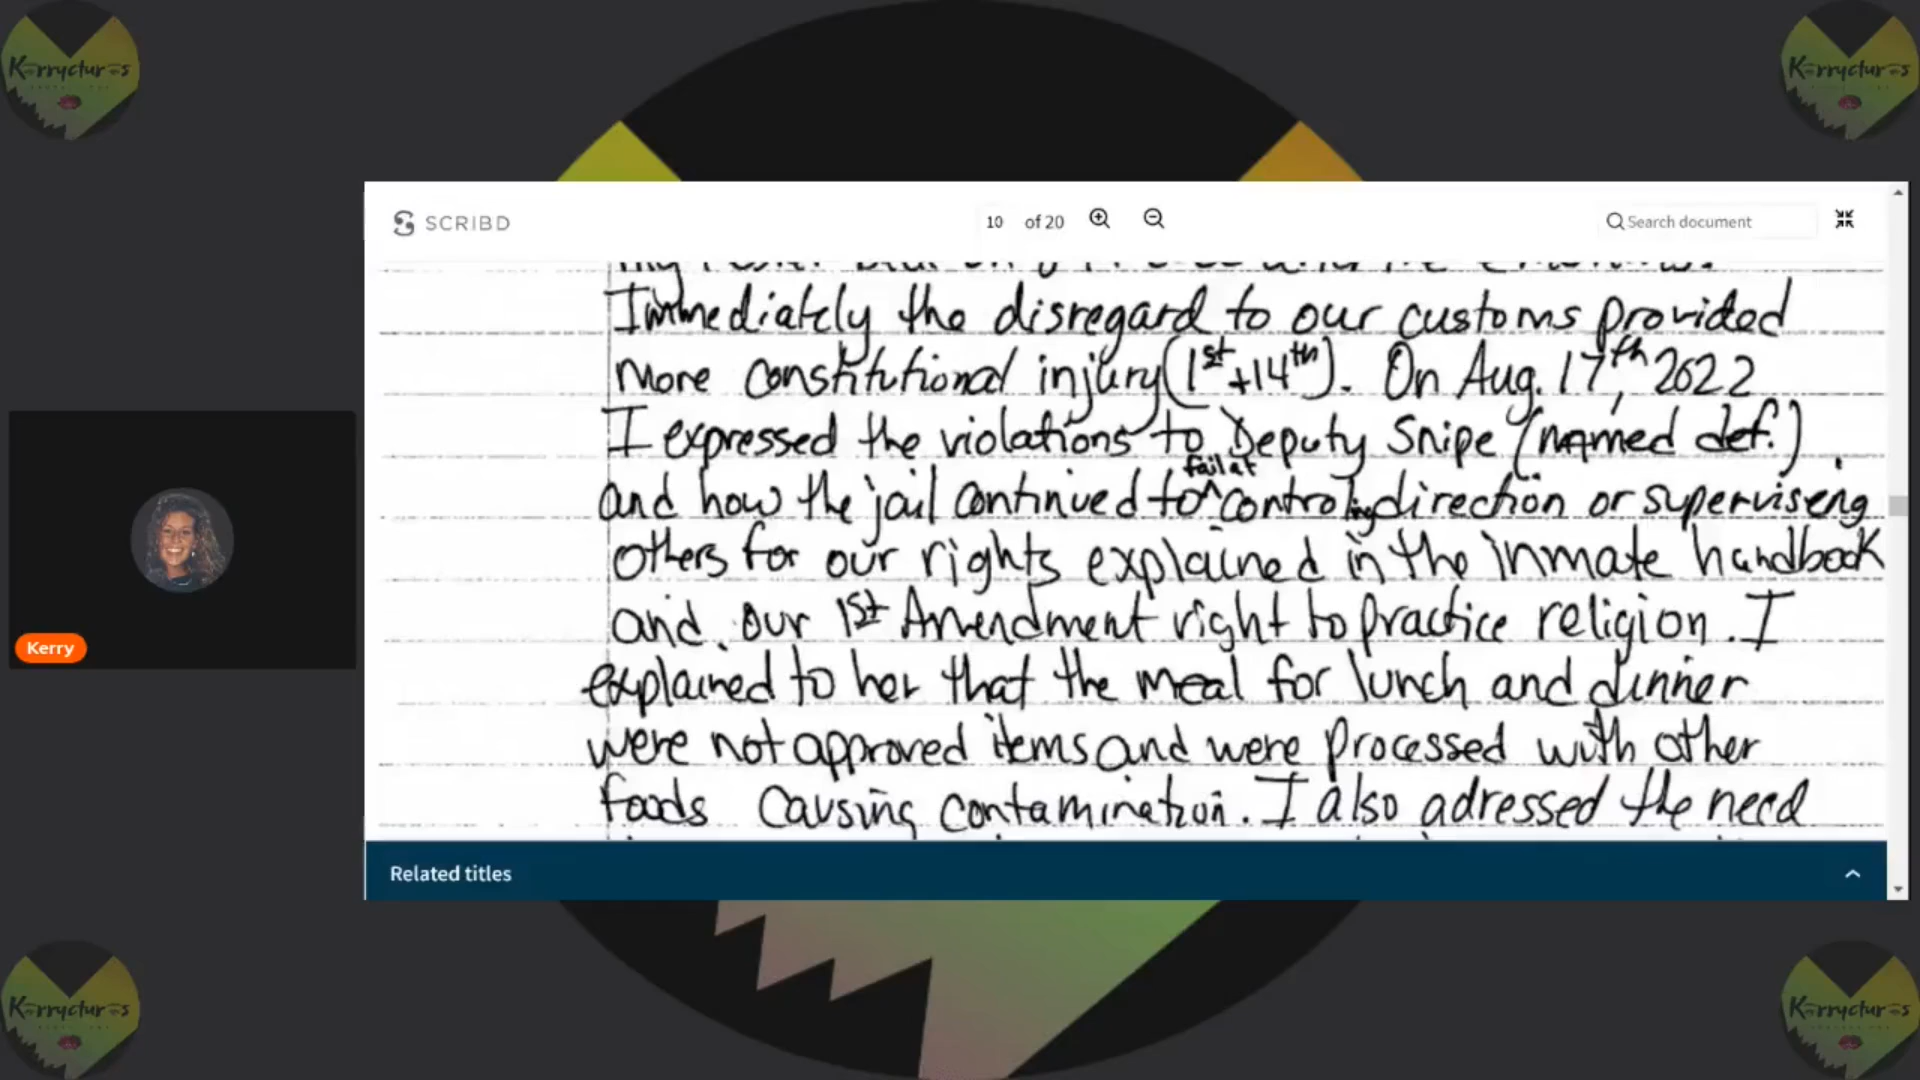 Kerryctures
Kerryctures
SCRIBD
10 of 20
Search document
Immediately the disregard to our customs provided
more constitutional injury (1st + 14th). On Aug. 17th, 2022
I expressed the violations to Deputy Snipe (named def.)
and how the jail continued to fail at controling direction or superviseng
others for our rights explained in the inmate handbook
and our 1st Amendment right to practice religion. I
explained to her that the meal for lunch and dinner
were not approved items and were processed with other
foods causing contamination. I also adressed the need
Kerry
Related titles
Kerryctures
Kerryctures